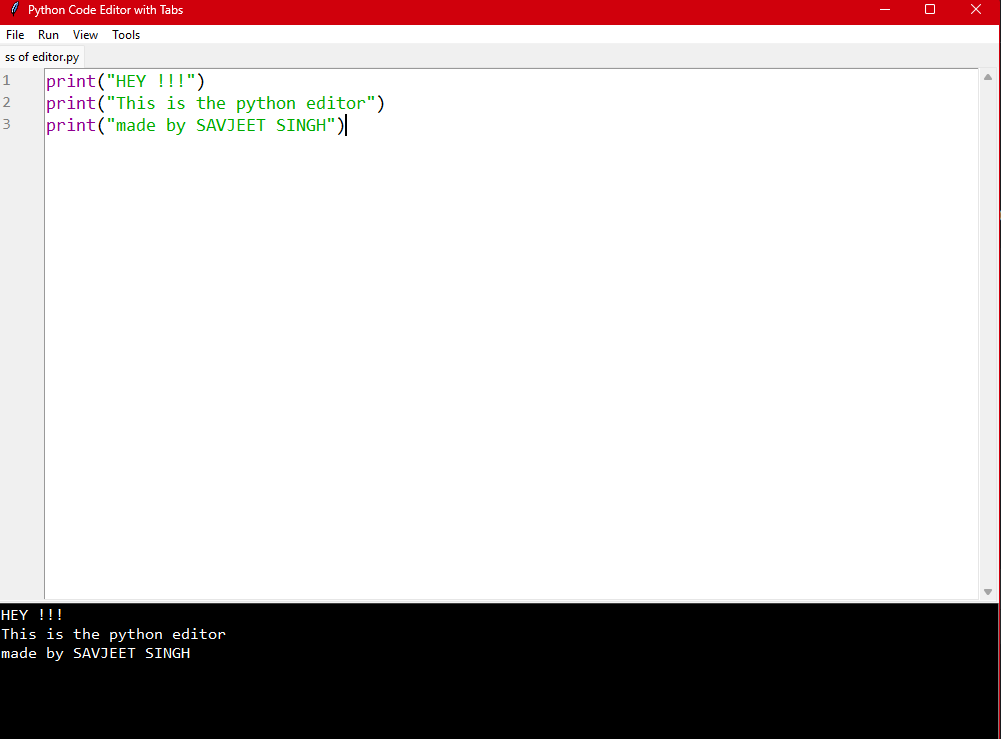 Python Code Editor with Tabs
File Run View Tools
ss of editor.py
1 print("HEY !!!")
2 print("This is the python editor")
3 print("made by SAVJEET SINGH")
HEY !!!
This is the python editor
made by SAVJEET SINGH